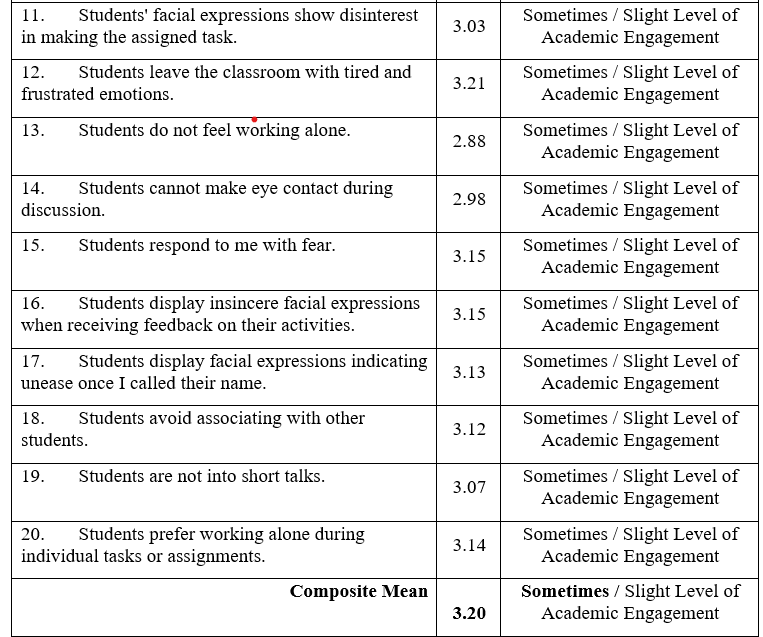 11. Students' facial expressions show disinterest
in making the assigned task.
3.03
Sometimes / Slight Level of
Academic Engagement
12. Students leave the classroom with tired and
frustrated emotions.
3.21
Sometimes / Slight Level of
Academic Engagement
13. Students do not feel working alone.
2.88
Sometimes / Slight Level of
Academic Engagement
14. Students cannot make eye contact during
discussion.
2.98
Sometimes / Slight Level of
Academic Engagement
15. Students respond to me with fear.
3.15
Sometimes / Slight Level of
Academic Engagement
16. Students display insincere facial expressions
when receiving feedback on their activities.
3.15
Sometimes / Slight Level of
Academic Engagement
17. Students display facial expressions indicating
unease once I called their name.
3.13
Sometimes / Slight Level of
Academic Engagement
18. Students avoid associating with other
students.
3.12
Sometimes / Slight Level of
Academic Engagement
19. Students are not into short talks.
3.07
Sometimes / Slight Level of
Academic Engagement
20. Students prefer working alone during
individual tasks or assignments.
3.14
Sometimes / Slight Level of
Academic Engagement
Composite Mean
3.20
Sometimes / Slight Level of
Academic Engagement